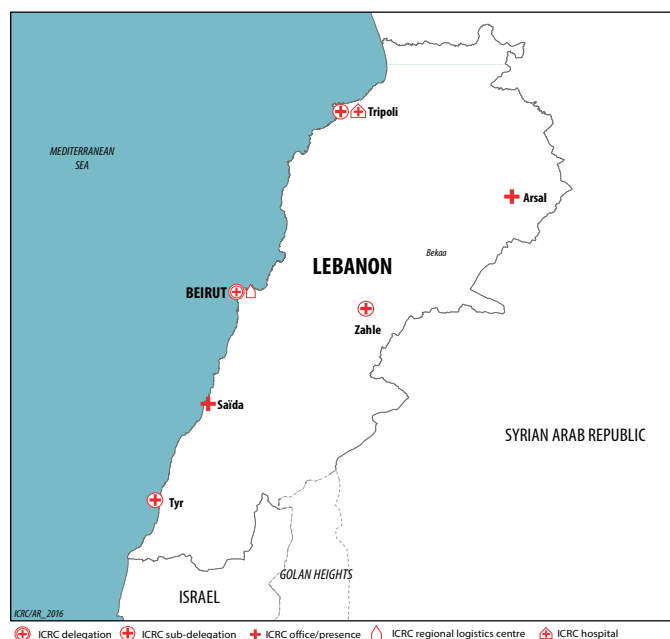 MEDITERRANEAN
SEA
Tripoli
Arsal
LEBANON
Bekaa
BEIRUT
Zahle
Saïda
SYRIAN ARAB REPUBLIC
Tyr
GOLAN HEIGHTS
ISRAEL
ICRC/AR_2016
ICRC delegation ICRC sub-delegation ICRC office/presence ICRC regional logistics centre ICRC hospital